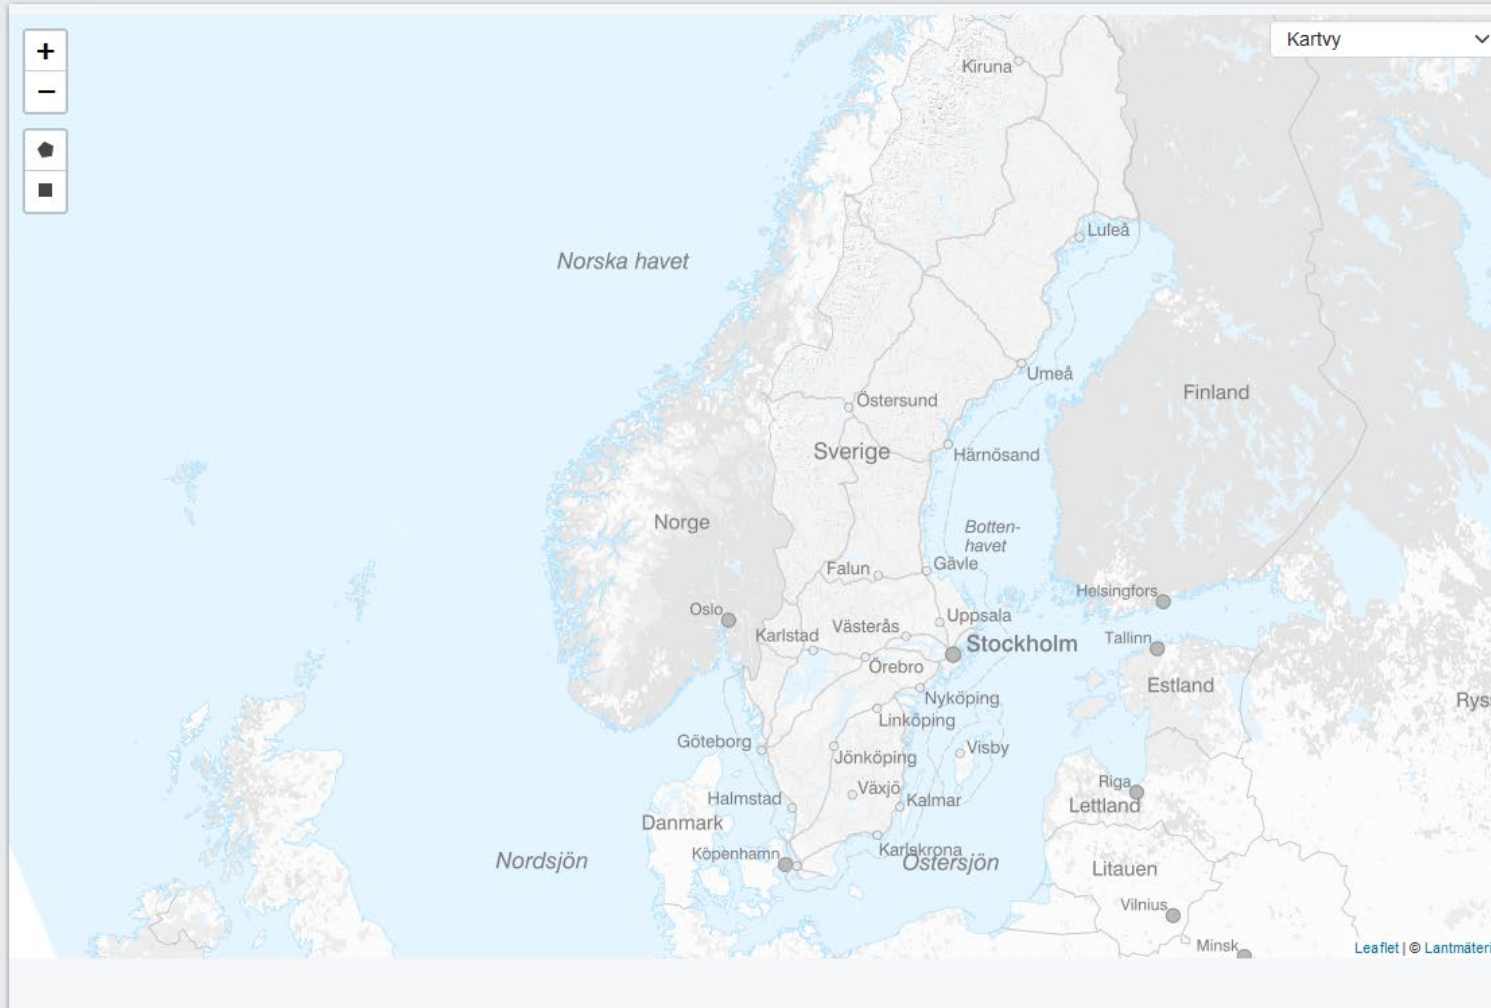 +
Kartvy
−
Kiruna
Luleå
Norska havet
Umeå
Finland
Östersund
Sverige
Härnösand
Norge
Botten-
havet
Falun
Gävle
Helsingfors
Oslo
Uppsala
Västerås
Karlstad
Stockholm
Tallinn
Örebro
Estland
Nyköping
Rys
Linköping
Göteborg
Visby
Jönköping
Riga
Växjö
Halmstad
Kalmar
Lettland
Danmark
Karlskrona
Köpenhamn
Nordsjön
Östersjön
Litauen
Vilnius
Minsk
Leaflet | © Lantmäteri